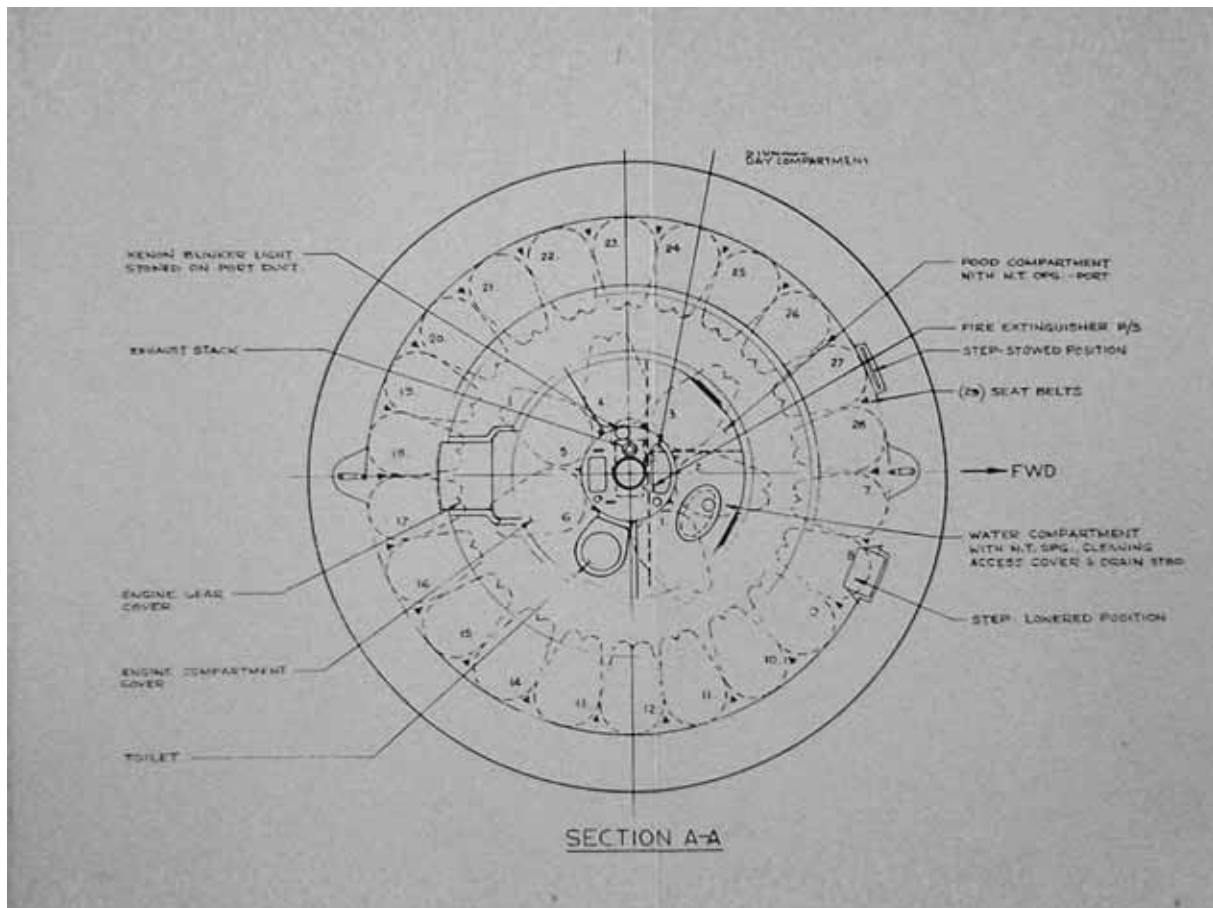 DAY COMPARTMENT
XENON BUNKER LIGHT
STOWED ON PORT DUCT
EXHAUST STACK
ENGINE GEAR
COVER
ENGINE COMPARTMENT
COVER
TOILET
FOOD COMPARTMENT
WITH W.T. OPG.-PORT
FIRE EXTINGUISHER P/S
STEP-STOWED POSITION
(28) SEAT BELTS
FWD
WATER COMPARTMENT
WITH W.T. OPG., CLEANING
ACCESS COVER & DRAIN STBD
STEP-LOWERED POSITION
1.
2
3
4
5
6
7.
8
9
10.
11.
12.
13.
14.
15.
16
17
18.
19.
20.
21.
22.
23.
24
25
26
27
28
SECTION A-A